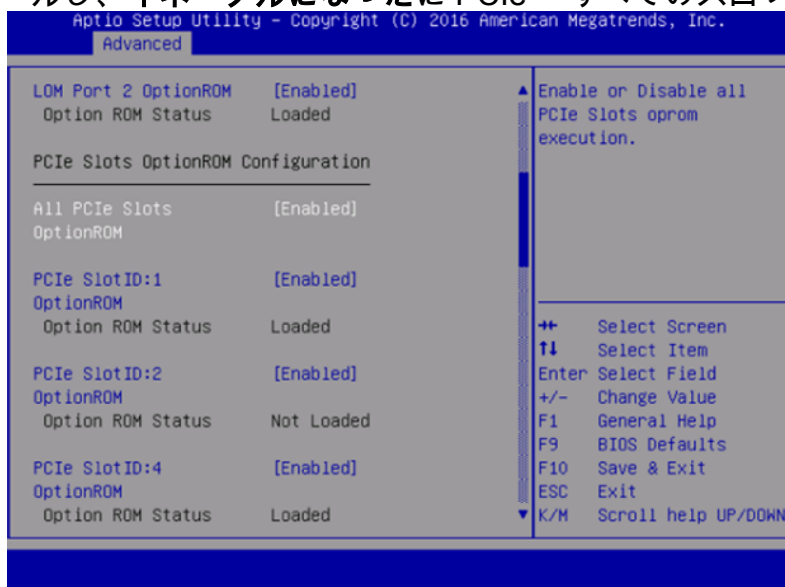 Aptio Setup Utility – Copyright (C) 2016 American Megatrends, Inc.
Advanced
LOM Port 2 OptionROM [Enabled]
Option ROM Status Loaded
PCIe Slots OptionROM Configuration
All PCIe Slots [Enabled]
OptionROM
PCIe SlotID:1 [Enabled]
OptionROM
Option ROM Status Loaded
PCIe SlotID:2 [Enabled]
OptionROM
Option ROM Status Not Loaded
PCIe SlotID:4 [Enabled]
OptionROM
Option ROM Status Loaded
Enable or Disable all
PCIe Slots oprom
execution.
→← Select Screen
↑↓ Select Item
Enter Select Field
+/- Change Value
F1 General Help
F9 BIOS Defaults
F10 Save & Exit
ESC Exit
K/M Scroll help UP/DOWN